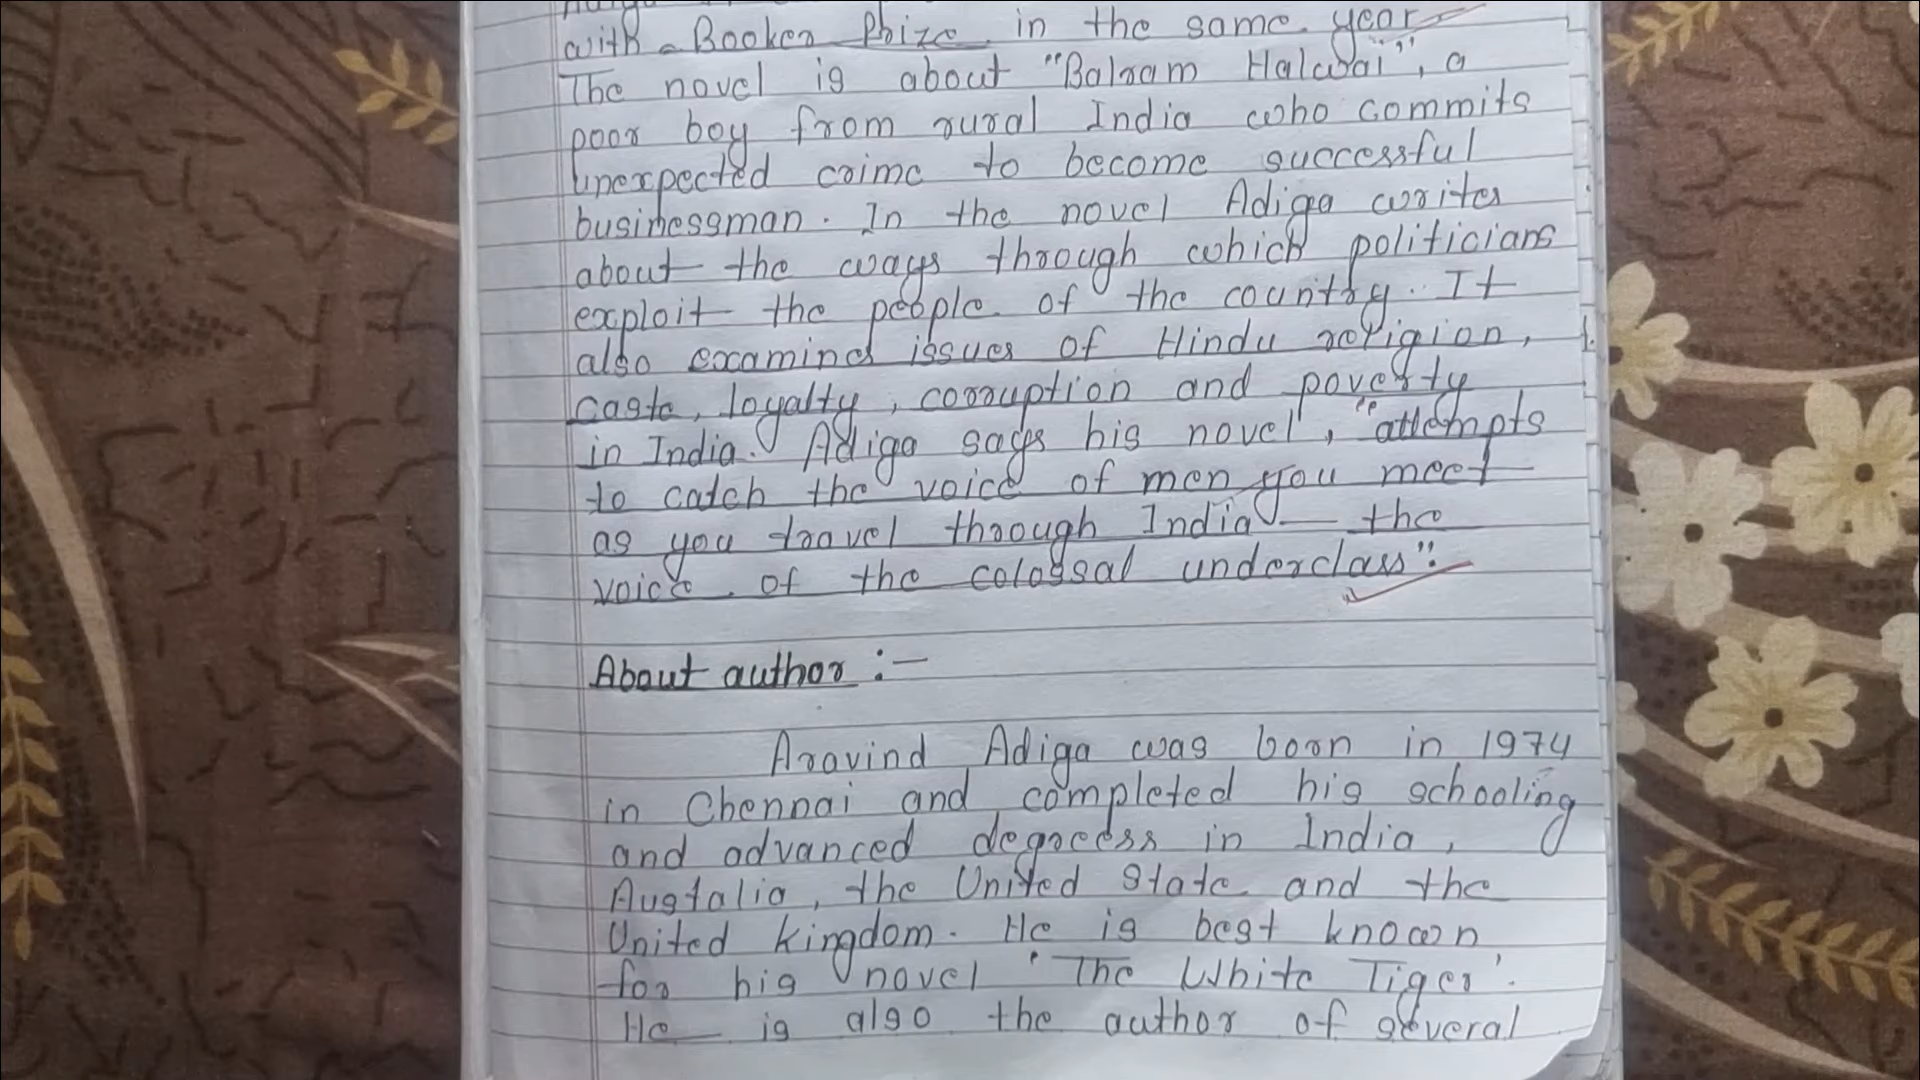 with a Booker Prize in the same year
The novel is about "Balram Halwai", a
poor boy from rural India who commits
unexpected crime to become successful
businessman. In the novel Adiga writes
about the ways through which politicians
exploit the people of the country. It
also examines issues of Hindu religion,
caste, loyalty, corruption and poverty
in India. Adiga says his novel, "attempts
to catch the voice of men you meet
as you travel through India — the
voice of the colossal underclass".
About author :-
Aravind Adiga was born in 1974
in Chennai and completed his schooling
and advanced degreess in India,
Austalia, the United State and the
United kingdom. He is best known
for his novel 'The White Tiger'.
He is also the author of several